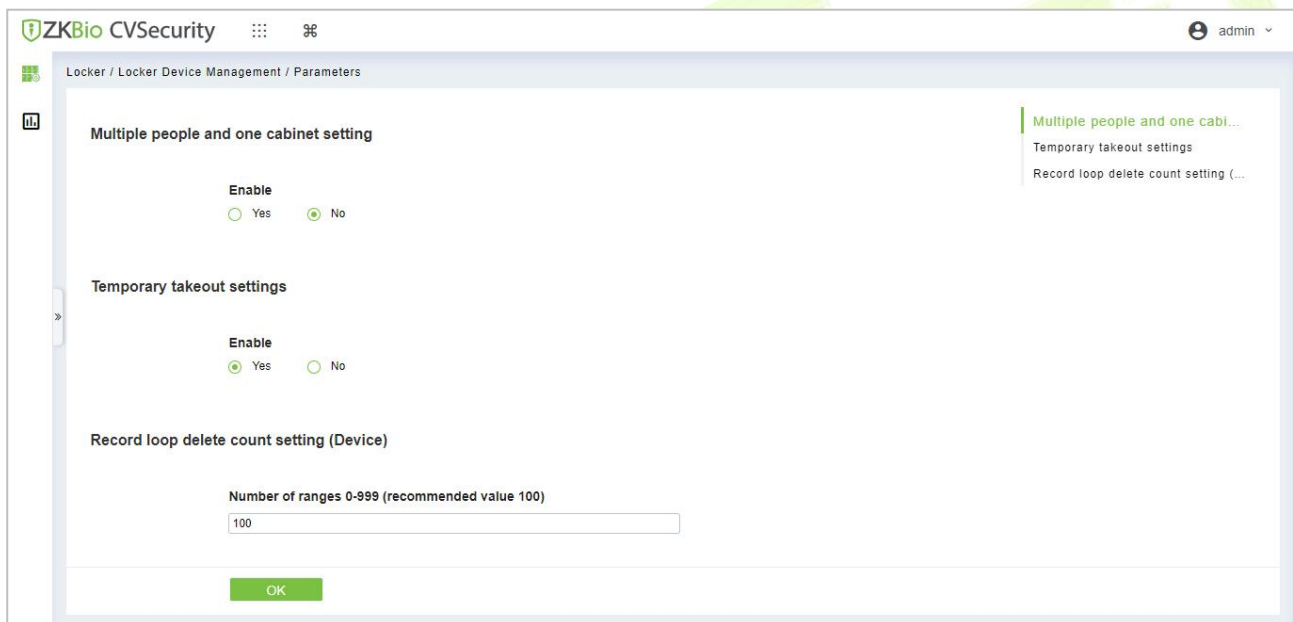 ZKBio CVSecurity
admin
Locker / Locker Device Management / Parameters
Multiple people and one cabinet setting
Enable
Yes No
Temporary takeout settings
Enable
Yes No
Record loop delete count setting (Device)
Number of ranges 0-999 (recommended value 100)
100
OK
Multiple people and one cabi...
Temporary takeout settings
Record loop delete count setting (...